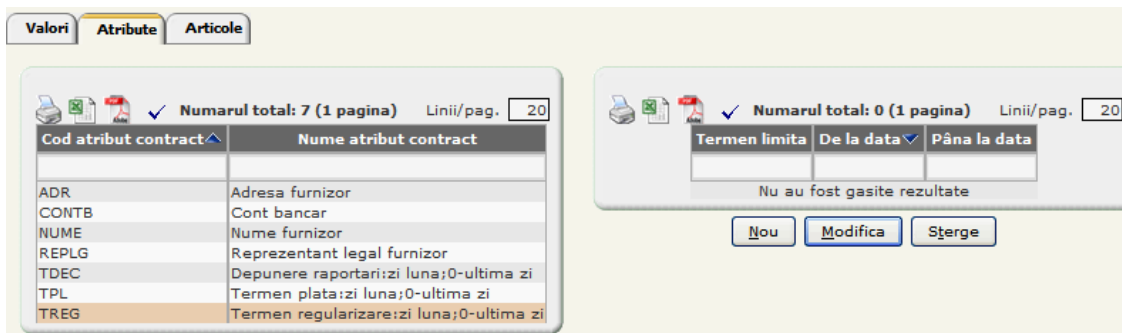 Valori Atribute Articole
Numarul total: 7 (1 pagina) Linii/pag. 20
Cod atribut contract Nume atribut contract
ADR Adresa furnizor
CONTB Cont bancar
NUME Nume furnizor
REPLG Reprezentant legal furnizor
TDEC Depunere raportari:zi luna;0-ultima zi
TPL Termen plata:zi luna;0-ultima zi
TREG Termen regularizare:zi luna;0-ultima zi
Numarul total: 0 (1 pagina) Linii/pag. 20
Termen limita De la data Pâna la data
Nu au fost gasite rezultate
Nou Modifica Sterge